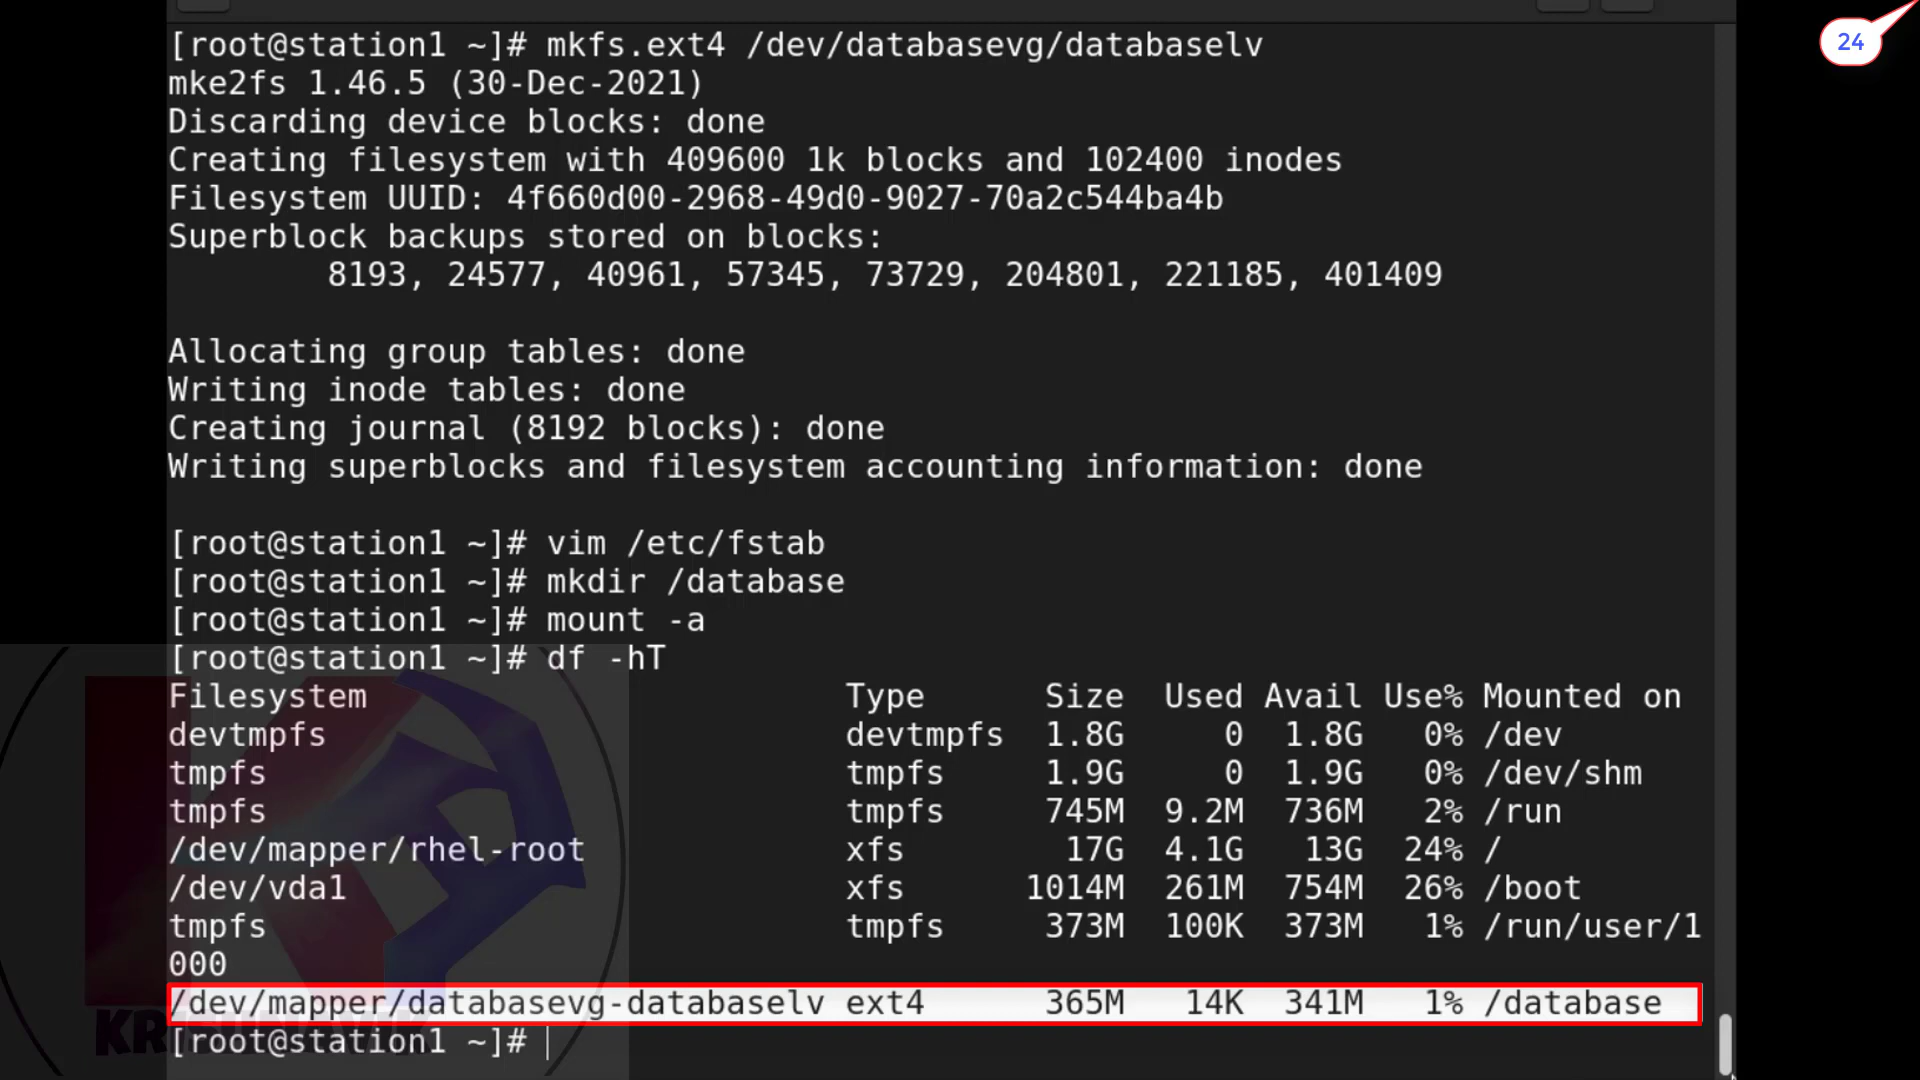 24
[root@station1 ~]# mkfs.ext4 /dev/databasevg/databaselv
mke2fs 1.46.5 (30-Dec-2021)
Discarding device blocks: done
Creating filesystem with 409600 1k blocks and 102400 inodes
Filesystem UUID: 4f660d00-2968-49d0-9027-70a2c544ba4b
Superblock backups stored on blocks:
8193, 24577, 40961, 57345, 73729, 204801, 221185, 401409
Allocating group tables: done
Writing inode tables: done
Creating journal (8192 blocks): done
Writing superblocks and filesystem accounting information: done
[root@station1 ~]# vim /etc/fstab
[root@station1 ~]# mkdir /database
[root@station1 ~]# mount -a
[root@station1 ~]# df -hT
Filesystem Type Size Used Avail Use% Mounted on
devtmpfs devtmpfs 1.8G 0 1.8G 0% /dev
tmpfs tmpfs 1.9G 0 1.9G 0% /dev/shm
tmpfs tmpfs 745M 9.2M 736M 2% /run
/dev/mapper/rhel-root xfs 17G 4.1G 13G 24% /
/dev/vda1 xfs 1014M 261M 754M 26% /boot
tmpfs tmpfs 373M 100K 373M 1% /run/user/1
000
/dev/mapper/databasevg-databaselv ext4 365M 14K 341M 1% /database
[root@station1 ~]#